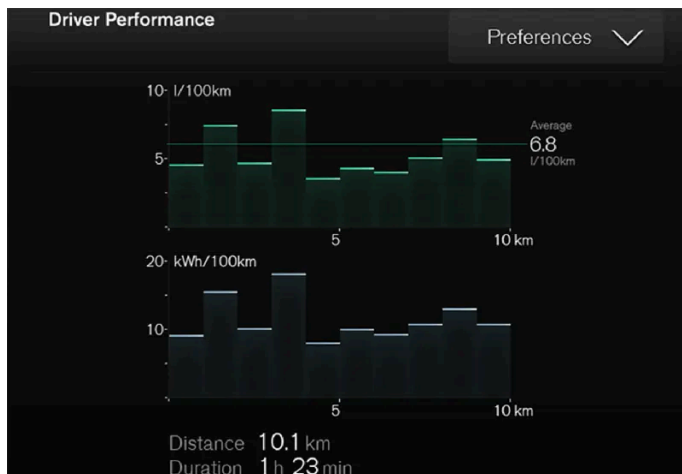 Driver Performance
Preferences
10 l/100km
Average
6.8
l/100km
5
5 10 km
20 kWh/100km
10
5 10 km
Distance 10.1 km
Duration 1 h 23 min